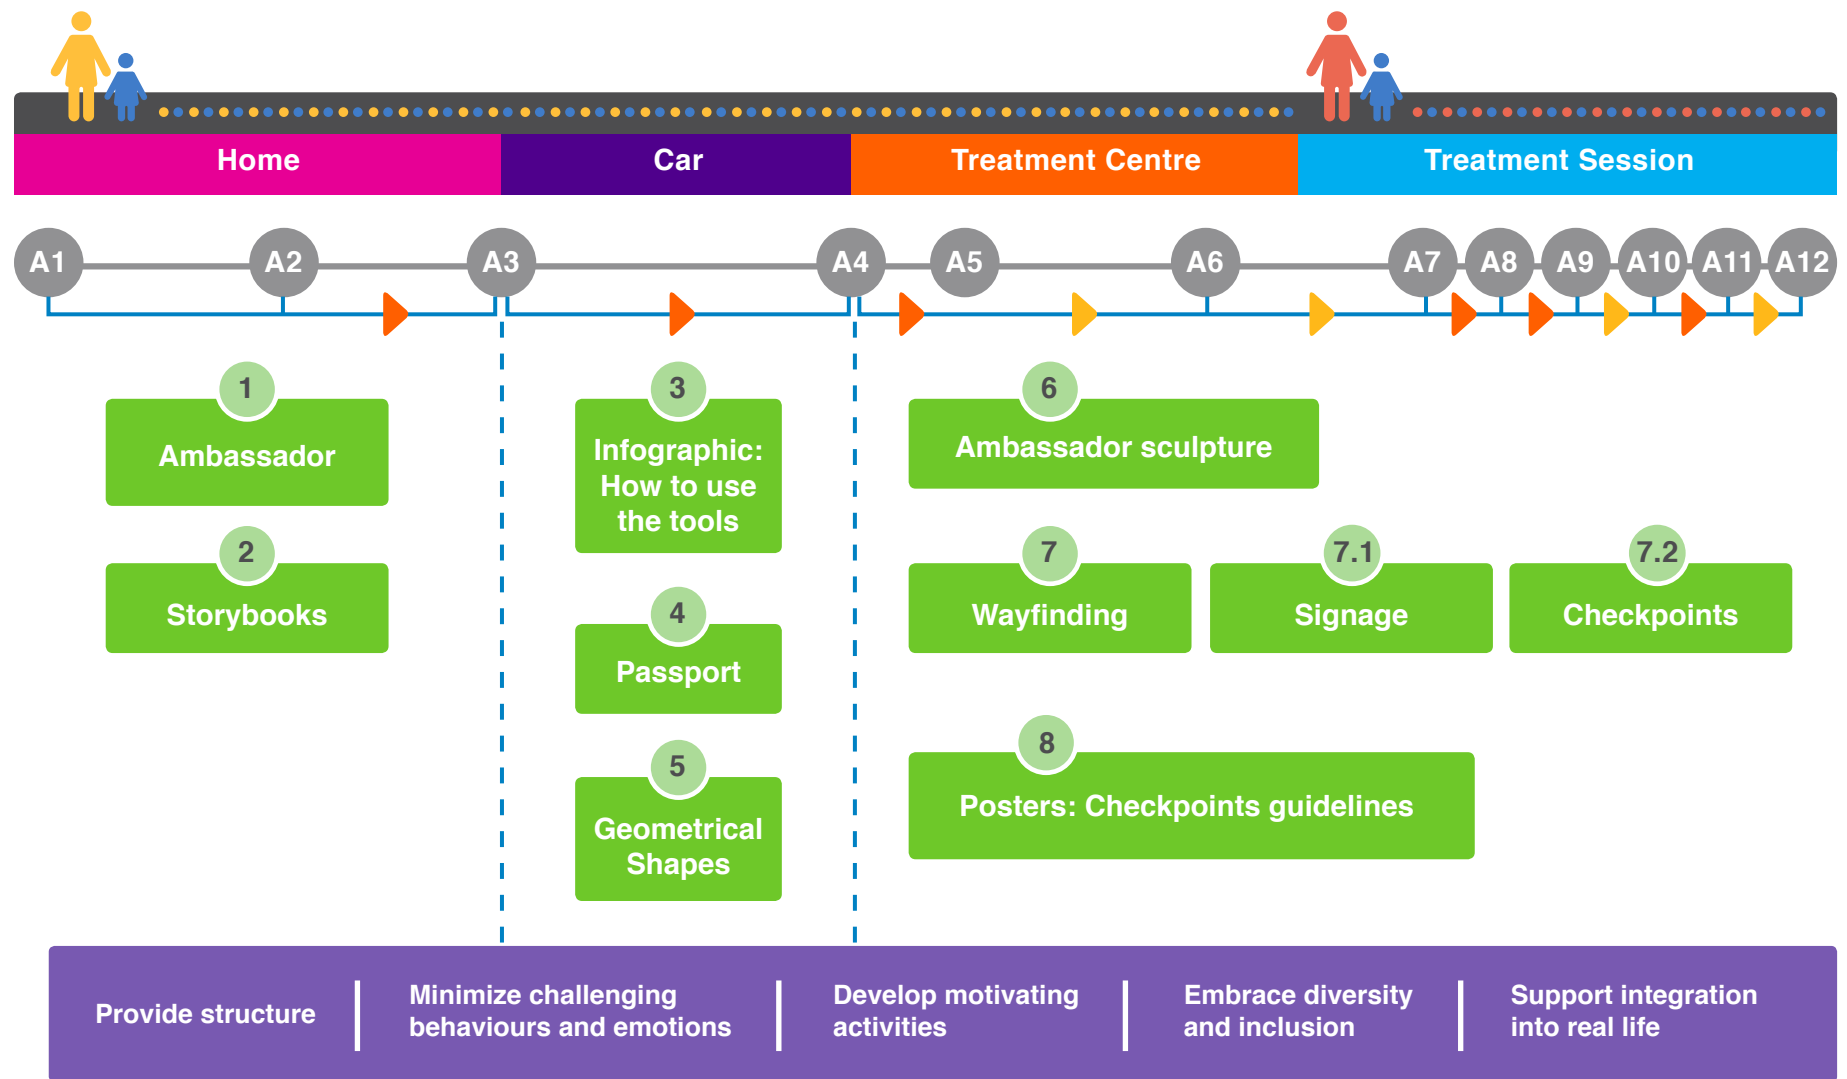 Home
Car
Treatment Centre
Treatment Session
A1
A2
A3
A4
A5
A6
A7
A8
A9
A10
A11
A12
1
Ambassador
2
Storybooks
3
Infographic:
How to use
the tools
4
Passport
5
Geometrical
Shapes
6
Ambassador sculpture
7
Wayfinding
7.1
Signage
7.2
Checkpoints
8
Posters: Checkpoints guidelines
Provide structure
Minimize challenging
behaviours and emotions
Develop motivating
activities
Embrace diversity
and inclusion
Support integration
into real life